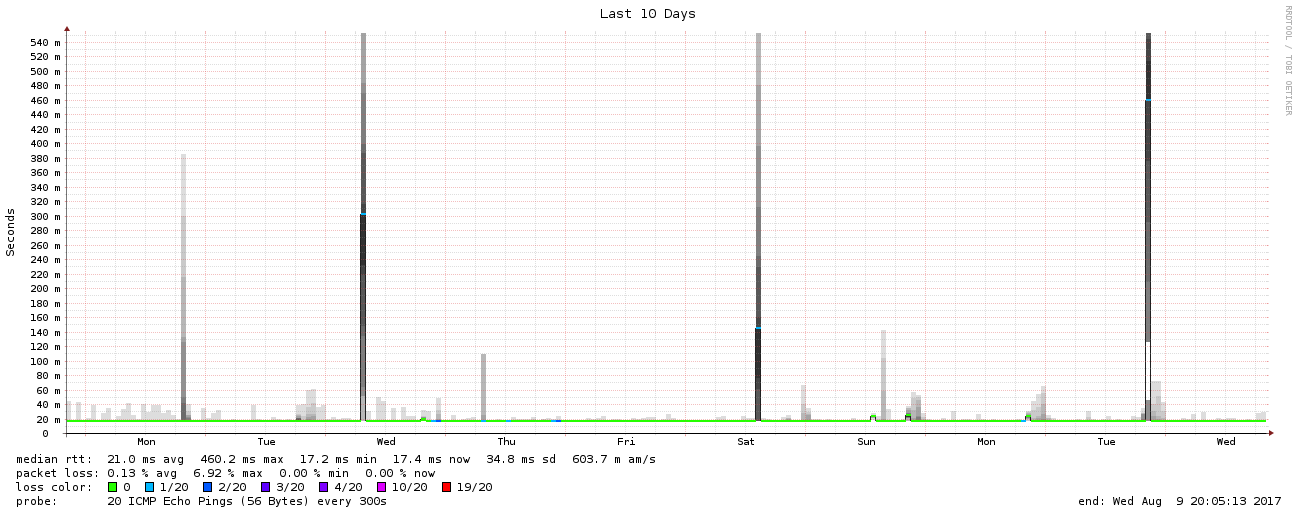 Last 10 Days
RRDTOOL / TOBI OETIKER
Seconds
540 m
520 m
500 m
480 m
460 m
440 m
420 m
400 m
380 m
360 m
340 m
320 m
300 m
280 m
260 m
240 m
220 m
200 m
180 m
160 m
140 m
120 m
100 m
80 m
60 m
40 m
20 m
0
Mon Tue Wed Thu Fri Sat Sun Mon Tue Wed
median rtt: 21.0 ms avg 460.2 ms max 17.2 ms min 17.4 ms now 34.8 ms sd 603.7 m am/s
packet loss: 0.13 % avg 6.92 % max 0.00 % min 0.00 % now
loss color: 0 1/20 2/20 3/20 4/20 10/20 19/20
probe: 20 ICMP Echo Pings (56 Bytes) every 300s end: Wed Aug 9 20:05:13 2017